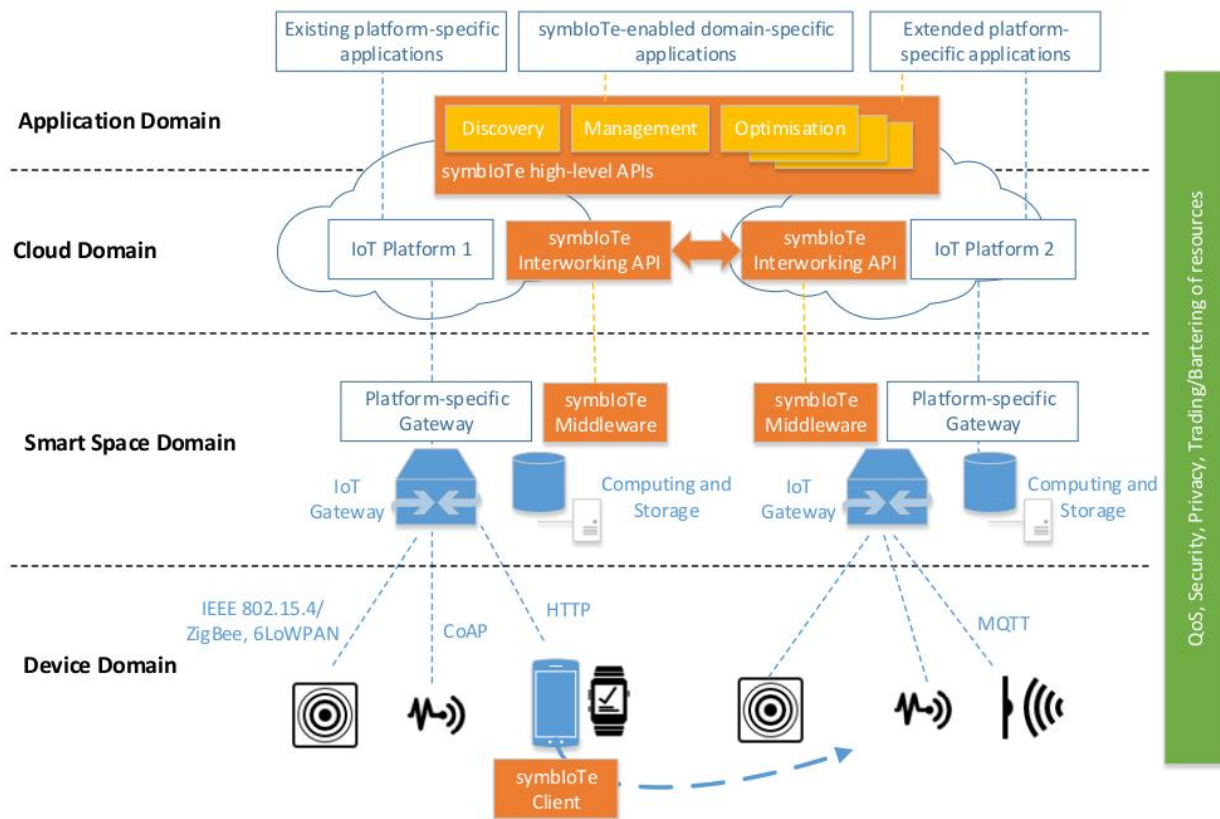 Existing platform-specific
applications
symbIoTe-enabled domain-specific
applications
Extended platform-
specific applications
Application Domain
Discovery
Management
Optimisation
symbIoTe high-level APIs
Cloud Domain
IoT Platform 1
symbIoTe
Interworking API
symbIoTe
Interworking API
IoT Platform 2
Smart Space Domain
Platform-specific
Gateway
symbIoTe
Middleware
symbIoTe
Middleware
Platform-specific
Gateway
IoT
Gateway
Computing and
Storage
IoT
Gateway
Computing and
Storage
Device Domain
IEEE 802.15.4/
ZigBee, 6LoWPAN
CoAP
HTTP
MQTT
symbIoTe
Client
QoS, Security, Privacy, Trading/Bartering of resources